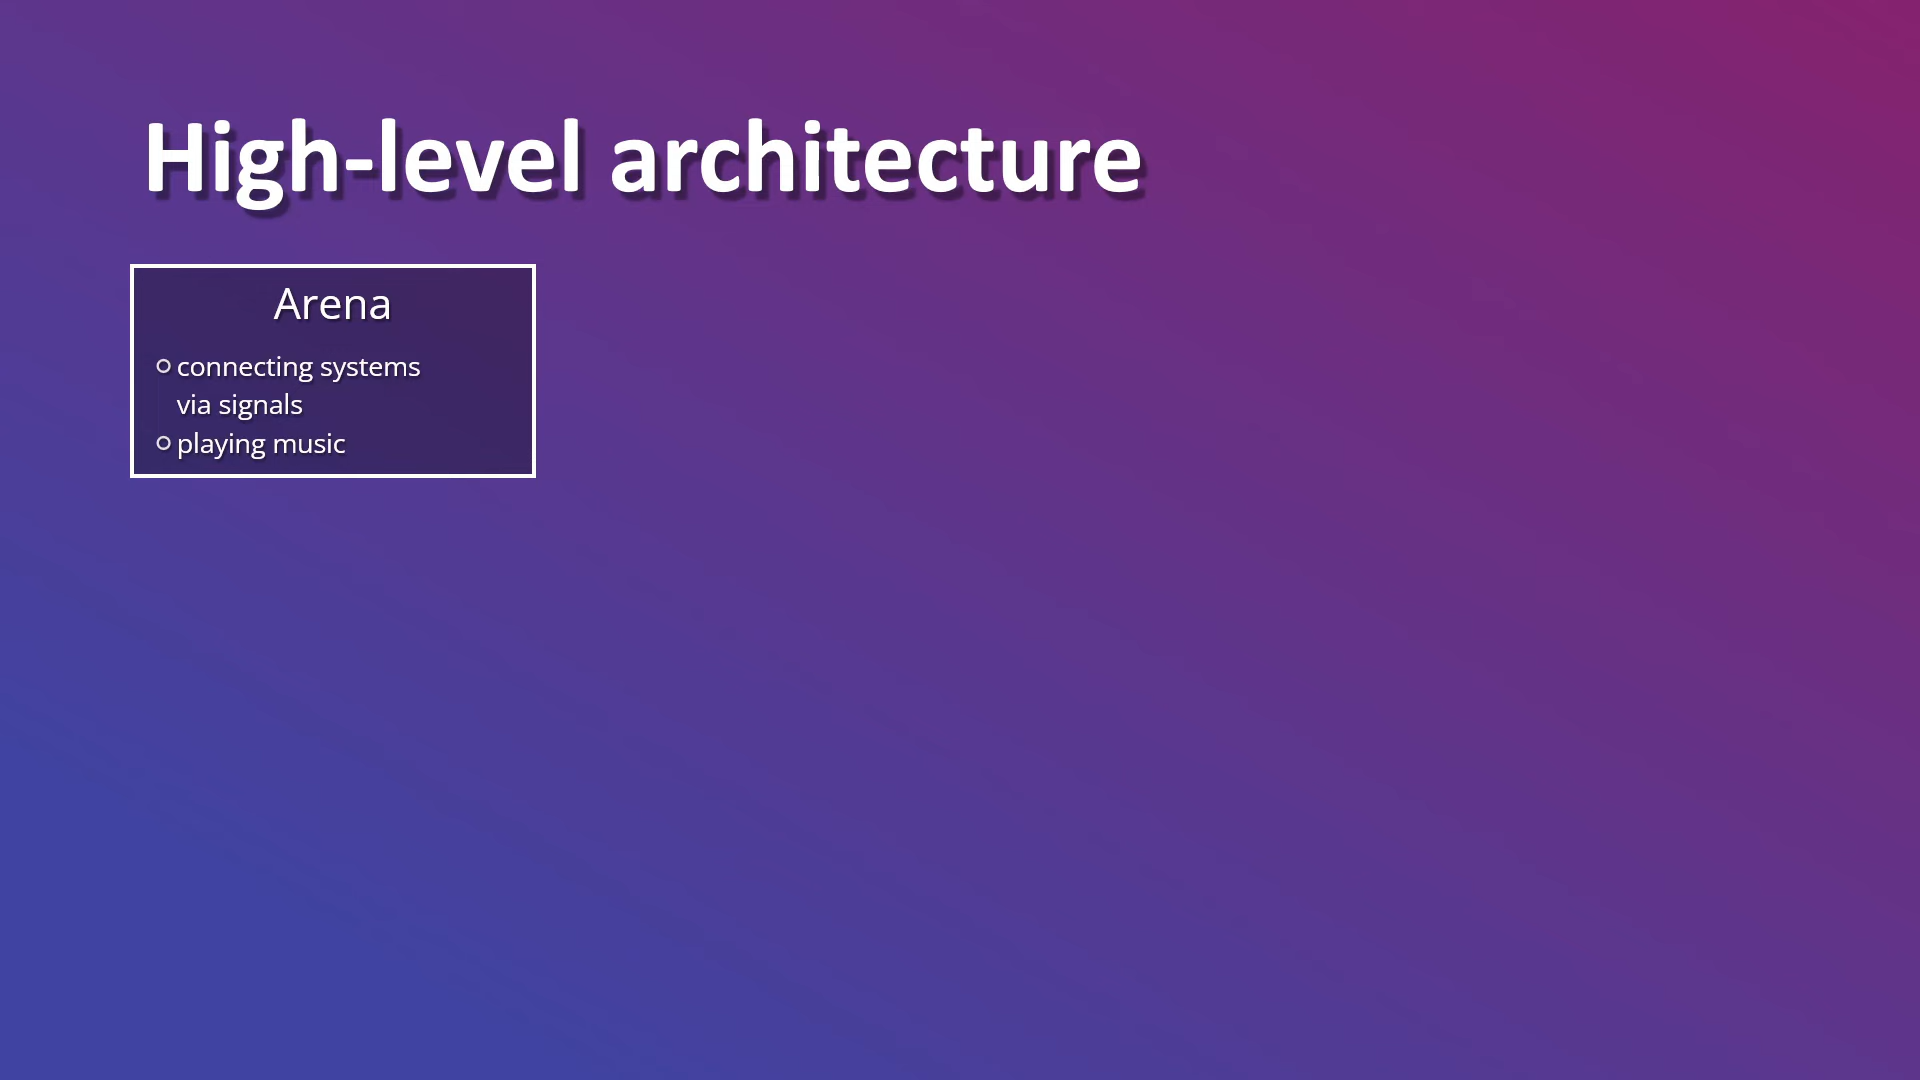 High-level architecture
Arena
connecting systems
via signals
playing music